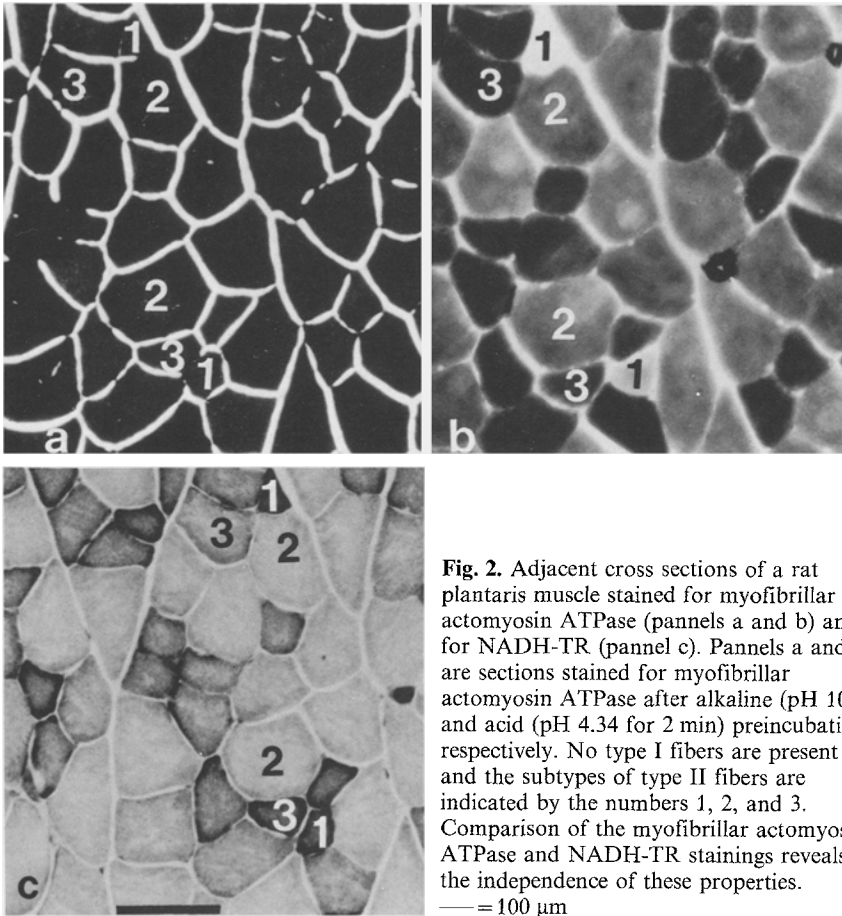 1
3
2
2
3
1
a
1
3
2
2
1
3
b
1
3
2
2
3
1
c
Fig. 2. Adjacent cross sections of a rat
plantaris muscle stained for myofibrillar
actomyosin ATPase (pannels a and b) an
for NADH-TR (pannel c). Pannels a and
are sections stained for myofibrillar
actomyosin ATPase after alkaline (pH 10
and acid (pH 4.34 for 2 min) preincubati
respectively. No type I fibers are present
and the subtypes of type II fibers are
indicated by the numbers 1, 2, and 3.
Comparison of the myofibrillar actomyos
ATPase and NADH-TR stainings reveals
the independence of these properties.
—= 100 μm